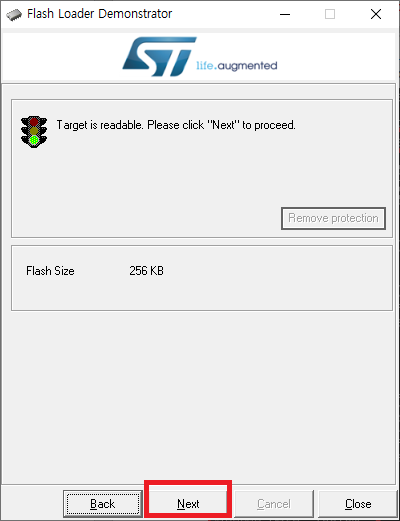 Flash Loader Demonstrator
ST life.augmented
Target is readable. Please click "Next" to proceed.
Remove protection
Flash Size 256 KB
Back Next Cancel Close